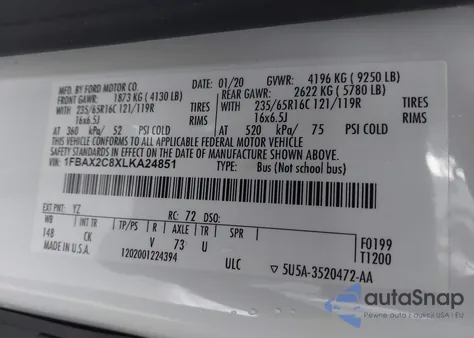 MFD. BY FORD MOTOR CO. 01/20 GVWR: 4196 KG ( 9250 LB)
FRONT GAWR: 1873 KG ( 4130 LB) REAR GAWR: 2622 KG ( 5780 LB)
WITH 235/65R16C 121/119R TIRES WITH 235/65R16C 121/119R TIRES
16x6.5J RIMS 16x6.5J RIMS
AT 360 kPa/ 52 PSI COLD AT 520 kPa/ 75 PSI COLD
THIS VEHICLE CONFORMS TO ALL APPLICABLE FEDERAL MOTOR VEHICLE
SAFETY STANDARDS IN EFFECT ON THE DATE OF MANUFACTURE SHOWN ABOVE.
VIN: 1FBAX2C8XLKA24851 TYPE: Bus (Not school bus)
EXT PNT: YZ RC: 72 DSO:
WB INT TR TP/PS R AXLE TR SPR F0199
148 CK V 73 U T1200
MADE IN U.S.A. 1202001224394 ULC ▽ 5U5A-3520472-AA
autoSnap
Pewne auta z aukcji USA i EU